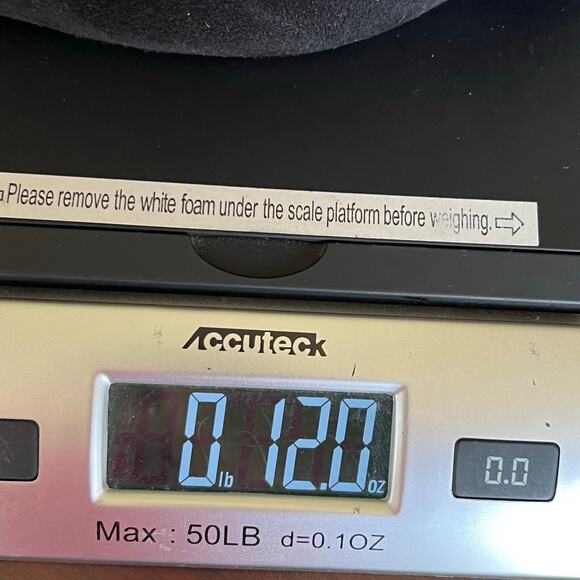 Please remove the white foam under the scale platform before weighing.
Accuteck
0 lb 12.0 oz
0.0
Max : 50LB d=0.1OZ